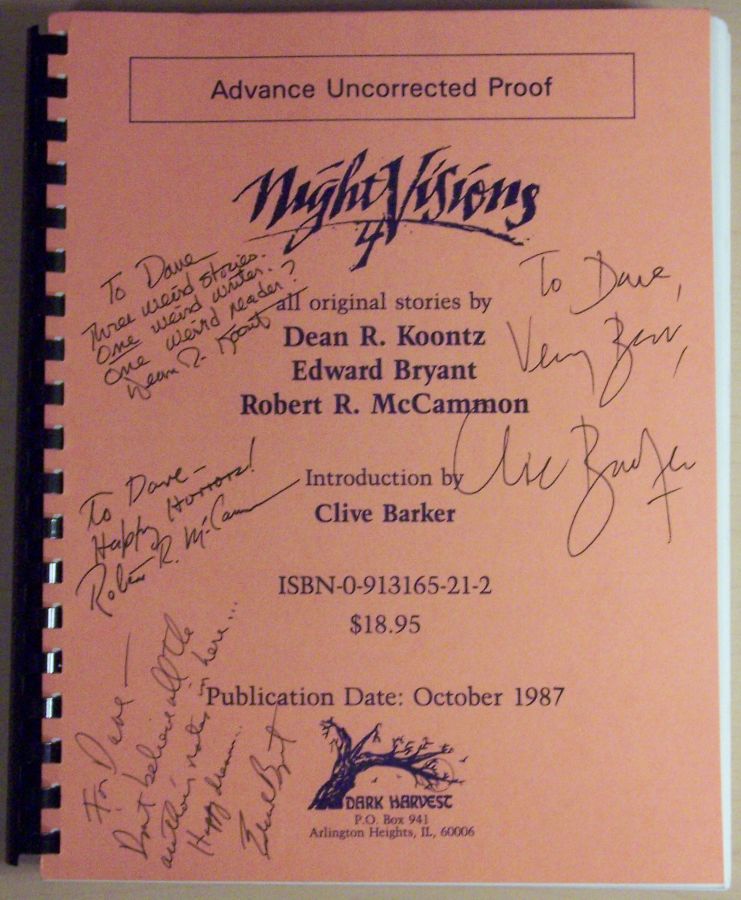 Advance Uncorrected Proof
Night Visions
4
all original stories by
Dean R. Koontz
Edward Bryant
Robert R. McCammon
Introduction by
Clive Barker
ISBN-0-913165-21-2
$18.95
Publication Date: October 1987
DARK HARVEST
P.O. Box 941
Arlington Heights, IL, 60006
To Dave
Three weird stories.
One weird writer.
One weird reader?
Dean R. Koontz
To Dave,
Very Best,
Clive Barker
To Dave—
Happy Horrors!
Robert R. McCammon
For Dave—
Don't believe all the
author's notes in here...
Happy
Edward Bryant